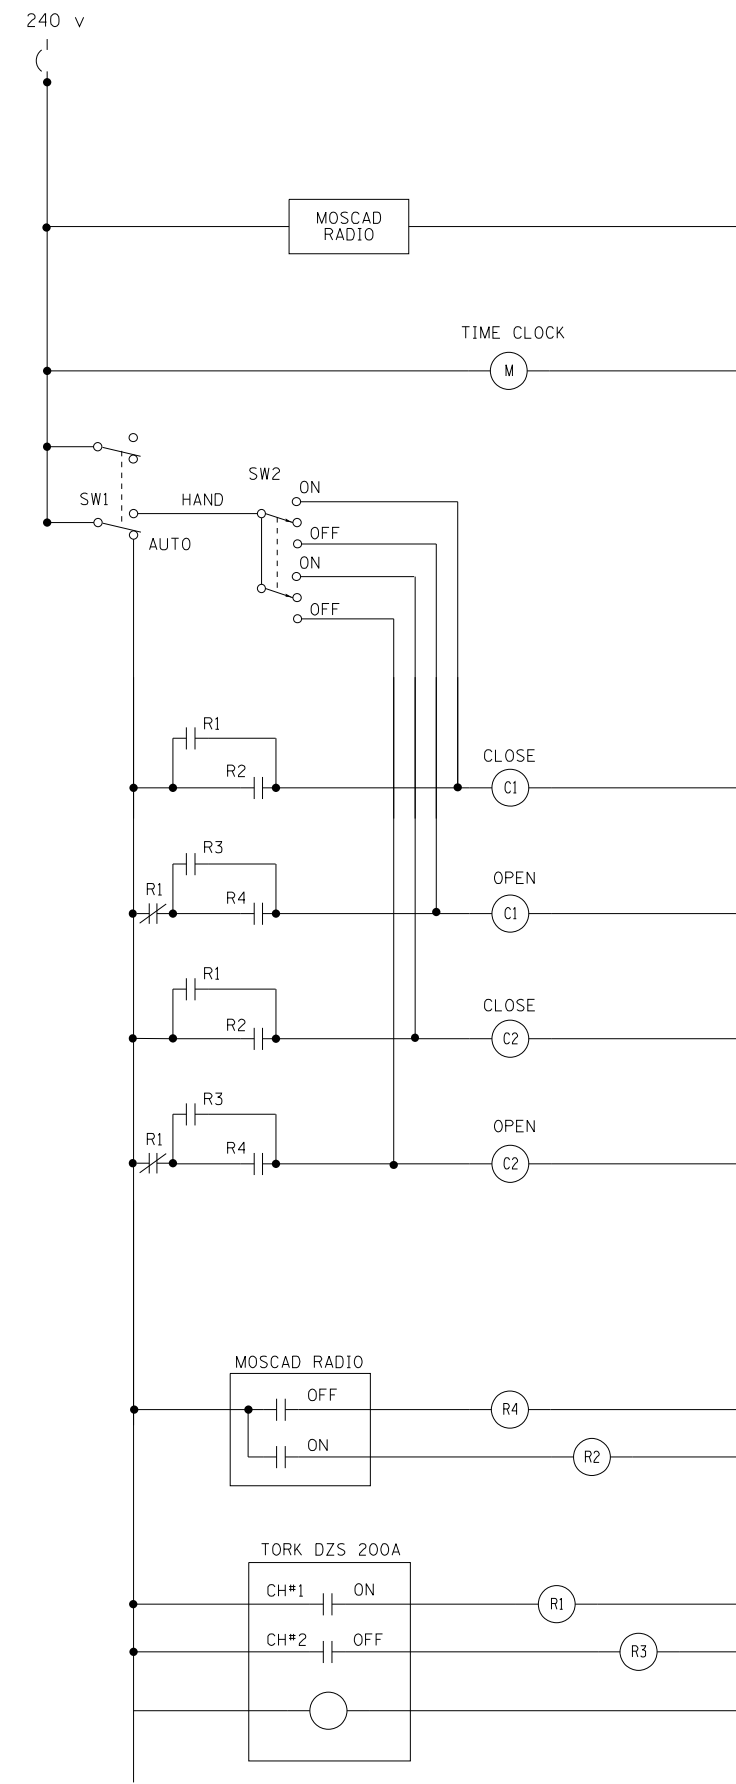 240 v
MOSCAD
RADIO
TIME CLOCK
M
SW2
ON
SW1
HAND
OFF
AUTO
ON
OFF
R1
CLOSE
R2
C1
R3
OPEN
R1
R4
C1
R1
CLOSE
R2
C2
R3
OPEN
R1
R4
C2
MOSCAD RADIO
OFF
R4
ON
R2
TORK DZS 200A
CH#1
ON
R1
CH#2
OFF
R3